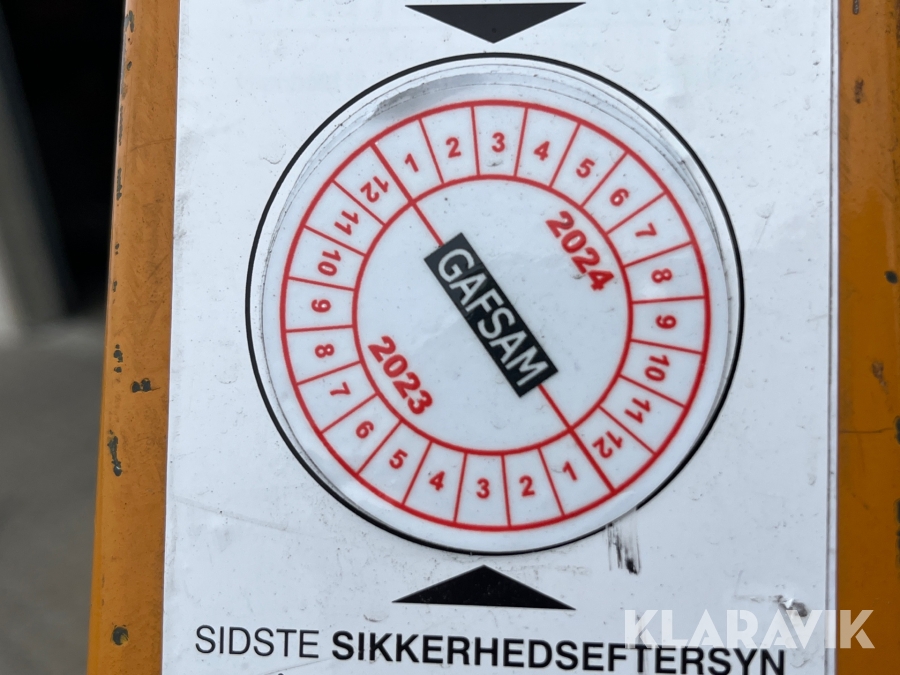 1 2 3 4 5 6 7 8 9 10 11 12
2024
GAFSAM
2023
1 2 3 4 5 6 7 8 9 10 11 12
SIDSTE SIKKERHEDSEFTERSYN
KLARAVIK